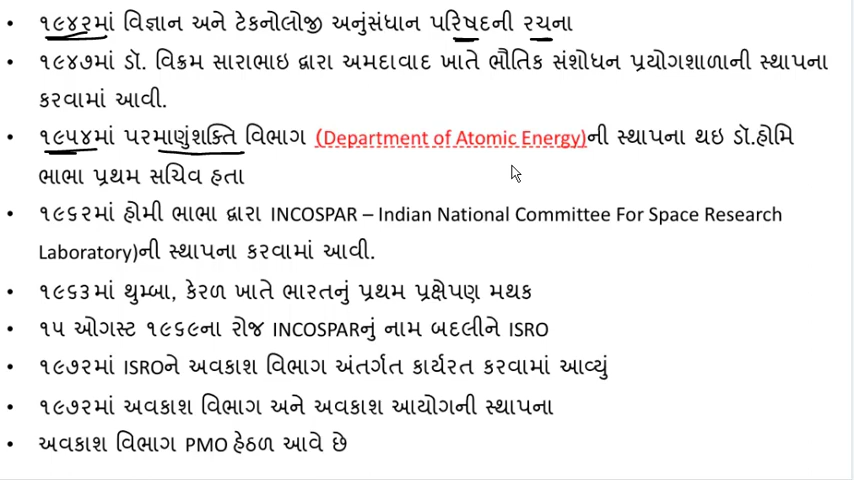 • ૧૯૪૨માં વિજ્ઞાન અને ટેકનોલોજી અનુંસંધાન પરિષદની રચના
• ૧૯૪૭માં ડૉ. વિક્રમ સારાભાઇ દ્વારા અમદાવાદ ખાતે ભૌતિક સંશોધન પ્રયોગશાળાની સ્થાપના
કરવામાં આવી.
• ૧૯૫૪માં પરમાણુંશક્તિ વિભાગ (Department of Atomic Energy)ની સ્થાપના થઇ ડૉ.હોમિ
ભાભા પ્રથમ સચિવ હતા
• ૧૯૬૨માં હોમી ભાભા દ્વારા INCOSPAR – Indian National Committee For Space Research
Laboratory)ની સ્થાપના કરવામાં આવી.
• ૧૯૬૩માં થુમ્બા, કેરળ ખાતે ભારતનું પ્રથમ પ્રક્ષેપણ મથક
• ૧૫ ઓગસ્ટ ૧૯૬૯ના રોજ INCOSPARનું નામ બદલીને ISRO
• ૧૯૭૨માં ISROને અવકાશ વિભાગ અંતર્ગત કાર્યરત કરવામાં આવ્યું
• ૧૯૭૨માં અવકાશ વિભાગ અને અવકાશ આયોગની સ્થાપના
• અવકાશ વિભાગ PMO હેઠળ આવે છે